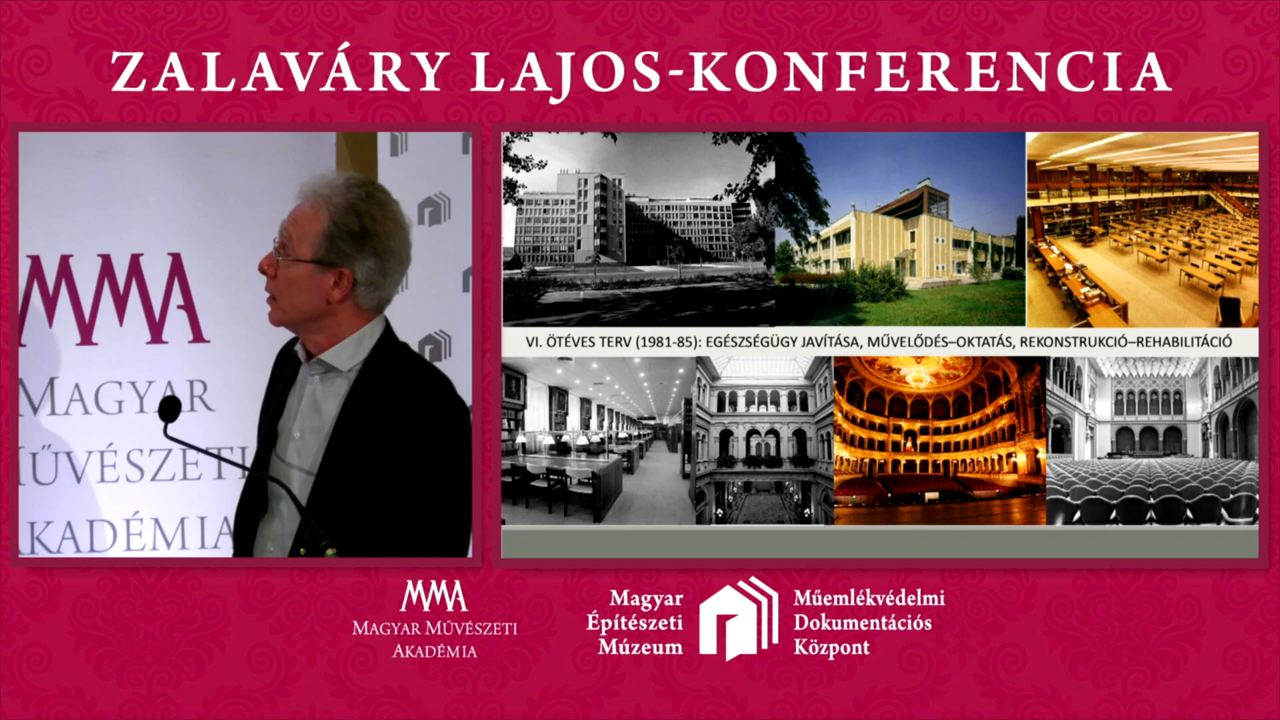 ZALAVÁRY LAJOS-KONFERENCIA
MMA
MAGYAR
MŰVÉSZETI
AKADÉMIA
VI. ÖTÉVES TERV (1981-85): EGÉSZSÉGÜGY JAVÍTÁSA, MŰVELŐDÉS–OKTATÁS, REKONSTRUKCIÓ–REHABILITÁCIÓ
MMA
MAGYAR MŰVÉSZETI
AKADÉMIA
Magyar
Építészeti
Múzeum
Műemlékvédelmi
Dokumentációs
Központ